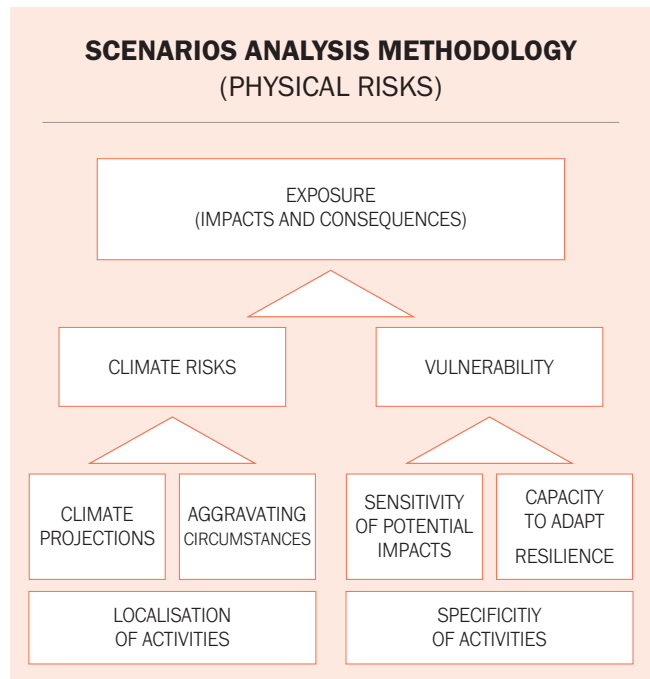 SCENARIOS ANALYSIS METHODOLOGY
(PHYSICAL RISKS)
EXPOSURE
(IMPACTS AND CONSEQUENCES)
CLIMATE RISKS
VULNERABILITY
CLIMATE
PROJECTIONS
AGGRAVATING
CIRCUMSTANCES
SENSITIVITY
OF POTENTIAL
IMPACTS
CAPACITY
TO ADAPT
RESILIENCE
LOCALISATION
OF ACTIVITIES
SPECIFICITIY
OF ACTIVITIES